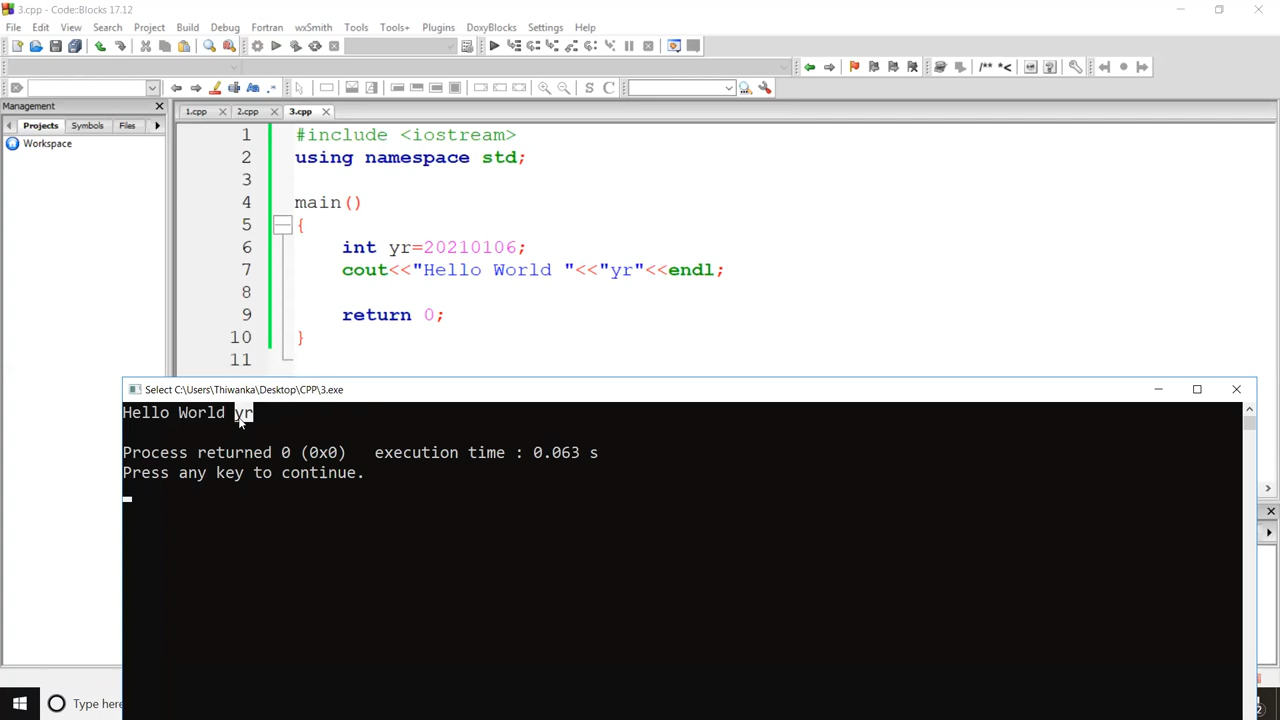 3.cpp - Code::Blocks 17.12
File Edit View Search Project Build Debug Fortran wxSmith Tools Tools+ Plugins DoxyBlocks Settings Help
/** *<
S C
Management
1.cpp 2.cpp 3.cpp
Projects Symbols Files
Workspace
1 #include <iostream>
2 using namespace std;
3
4 main()
5 {
6 int yr=20210106;
7 cout<<"Hello World "<<"yr"<<endl;
8
9 return 0;
10 }
11
Select C:\Users\Thiwanka\Desktop\CPP\3.exe
Hello World yr
Process returned 0 (0x0) execution time : 0.063 s
Press any key to continue.
Type here